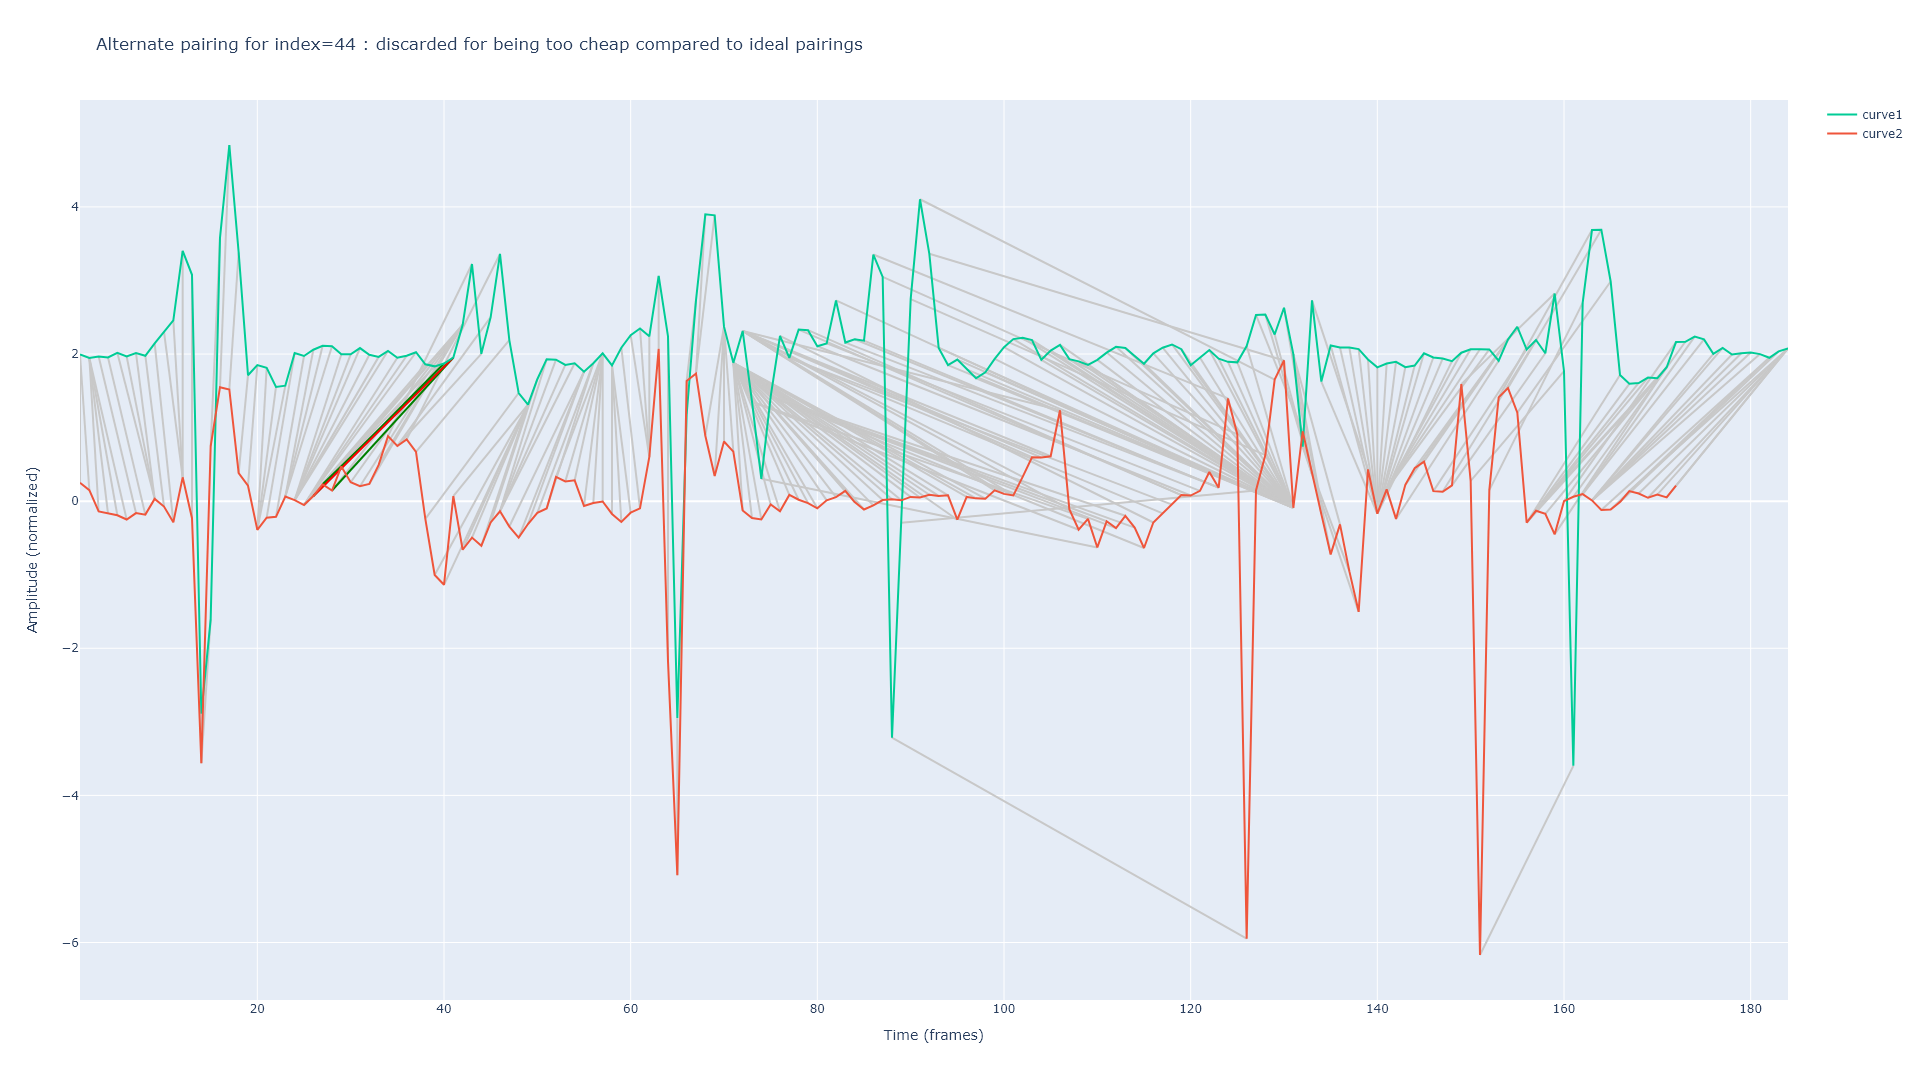 Alternate pairing for index=44 : discarded for being too cheap compared to ideal pairings
curve1
curve2
Amplitude (normalized)
4
2
0
−2
−4
−6
20 40 60 80 100 120 140 160 180
Time (frames)